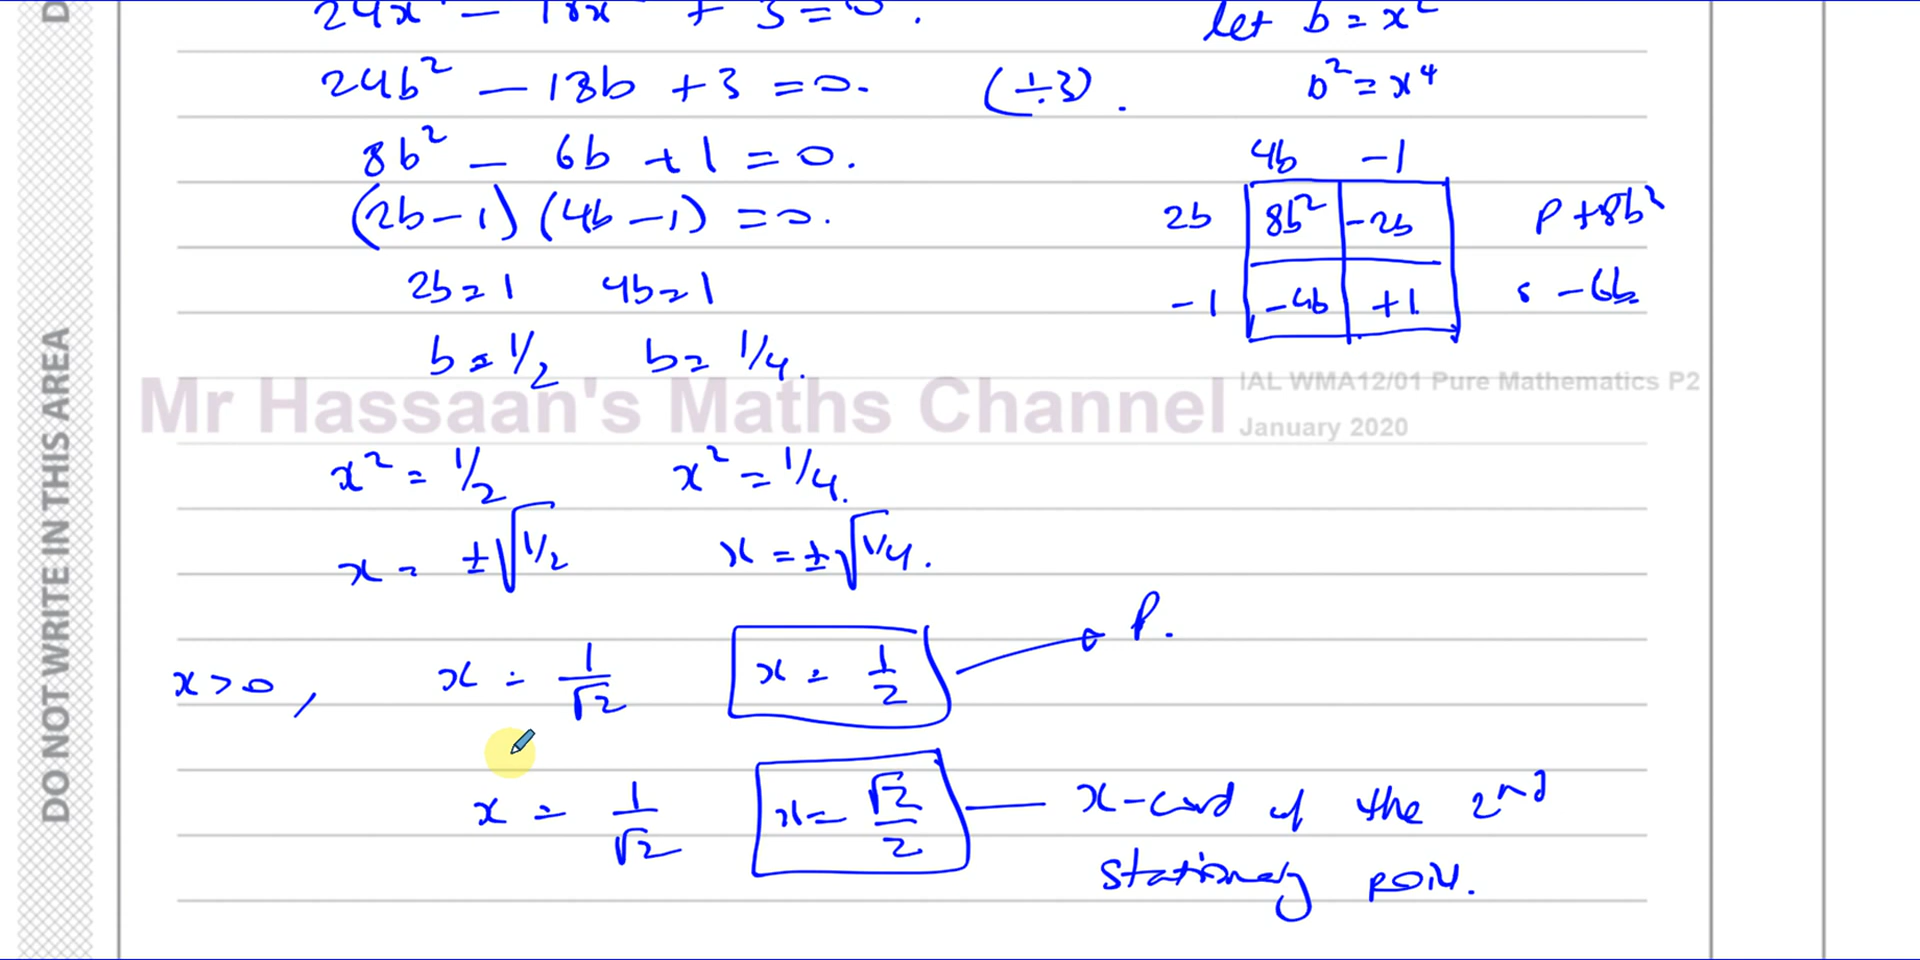 24x⁴ − 18x² + 3 = 0.
let b = x²
24b² − 18b + 3 = 0. (÷3).
b² = x⁴
8b² − 6b + 1 = 0.
4b −1
(2b − 1) (4b − 1) = 0.
2b 8b² −2b P +8b²
2b = 1 4b = 1
−1 −4b +1 s −6b
b = 1/2 b = 1/4.
Mr Hassaan's Maths Channel
IAL WMA12/01 Pure Mathematics P2
January 2020
x² = 1/2 x² = 1/4.
x = ±√1/2 x = ±√1/4.
x > 0, x = 1/√2 x = 1/2 P.
x = 1/√2 x = √2/2 x-cord of the 2nd
stationary point.
DO NOT WRITE IN THIS AREA
D